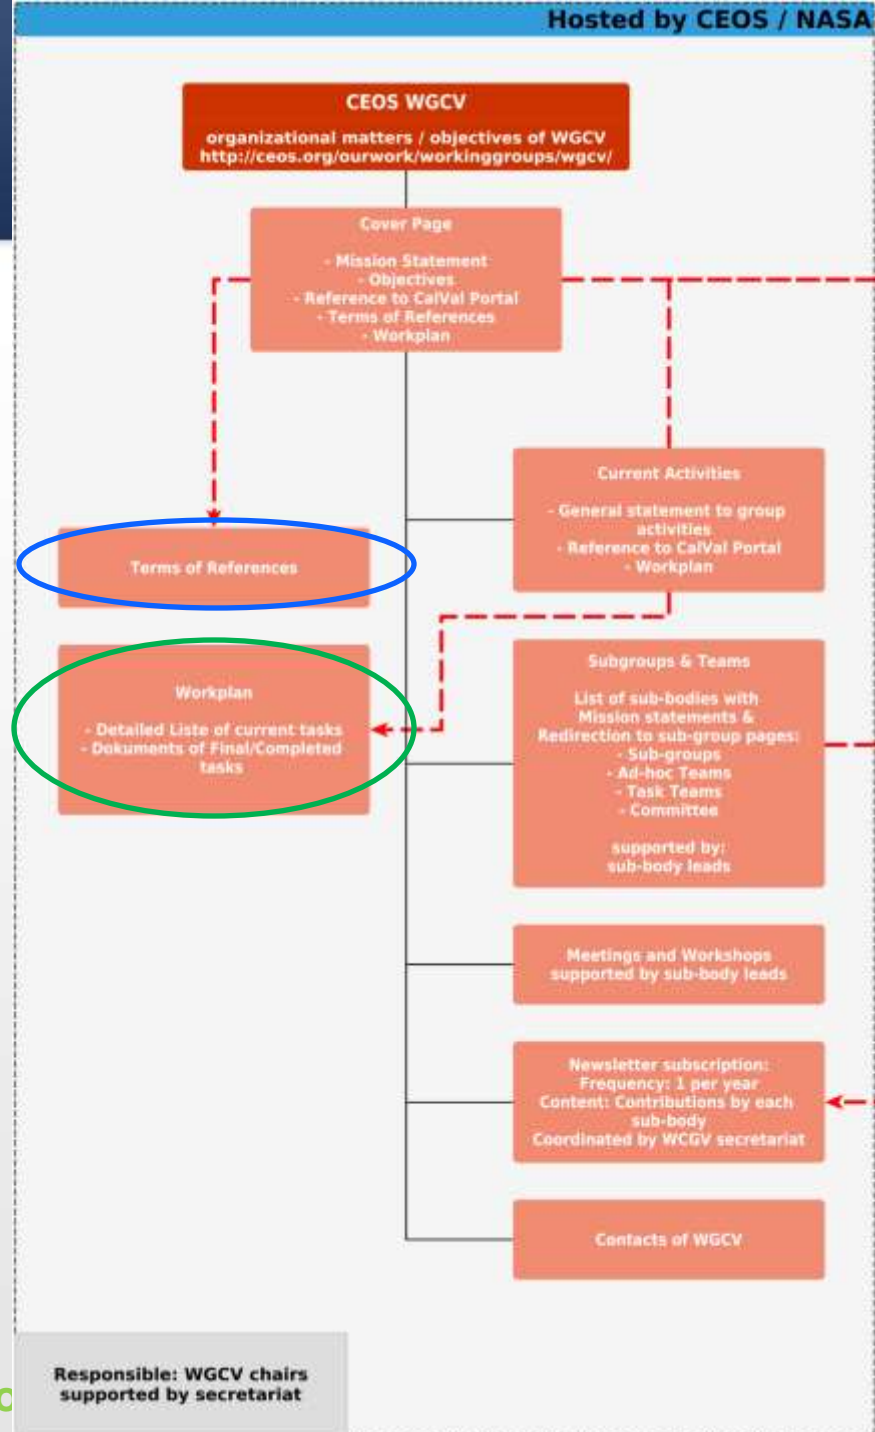 Hosted by CEOS / NASA
CEOS WGCV
organizational matters / objectives of WGCV
http://ceos.org/ourwork/workinggroups/wgcv/
Cover Page
- Mission Statement
- Objectives
- Reference to CalVal Portal
- Terms of References
- Workplan
Current Activities
- General statement to group
activities
- Reference to CalVal Portal
- Workplan
Terms of References
Workplan
- Detailed Liste of current tasks
- Dokuments of Final/Completed
tasks
Subgroups & Teams
List of sub-bodies with
Mission statements &
Redirection to sub-group pages:
- Sub-groups
- Ad-hoc Teams
- Task Teams
- Committee
supported by:
sub-body leads
Meetings and Workshops
supported by sub-body leads
Newsletter subscription:
Frequency: 1 per year
Content: Contributions by each
sub-body
Coordinated by WCGV secretariat
Contacts of WGCV
Responsible: WGCV chairs
supported by secretariat